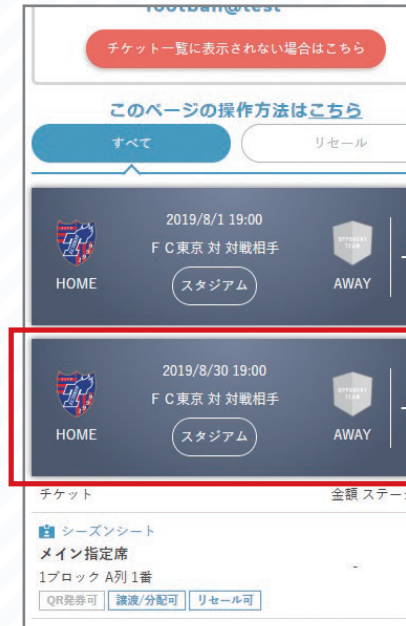 football@test
チケット一覧に表示されない場合はこちら
このページの操作方法はこちら
すべて
リセール
2019/8/1 19:00
ＦＣ東京 対 対戦相手
スタジアム
HOME
OPPONENT
TEAM
AWAY
2019/8/30 19:00
ＦＣ東京 対 対戦相手
スタジアム
HOME
OPPONENT
TEAM
AWAY
チケット
金額 ステー
シーズンシート
メイン指定席
1ブロック A列 1番
-
QR発券可
譲渡/分配可
リセール可